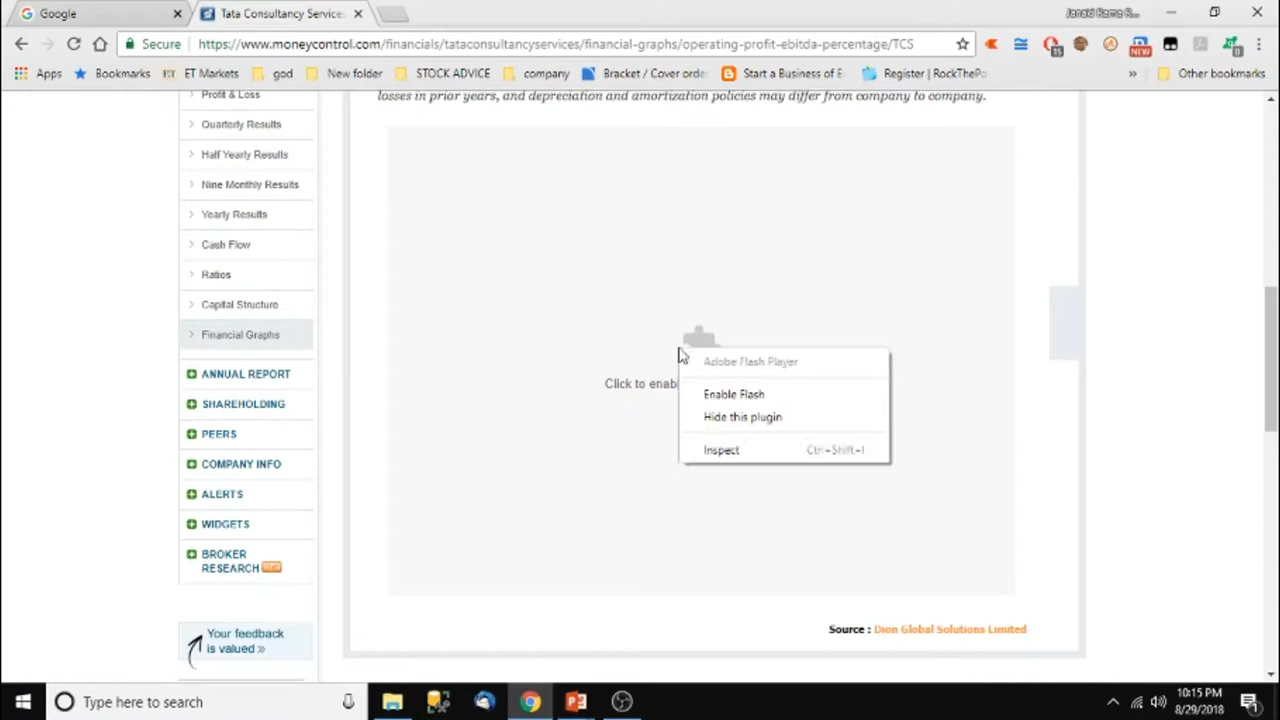 Google
Tata Consultancy Service
Secure
https://www.moneycontrol.com/financials/tataconsultancyservices/financial-graphs/operating-profit-ebitda-percentage/TCS
15
NEW
0
Apps
Bookmarks
ET Markets
god
New folder
STOCK ADVICE
company
Bracket / Cover order
Start a Business of E
Register | RockThePo
»
Other bookmarks
Profit & Loss
losses in prior years, and depreciation and amortization policies may differ from company to company.
Quarterly Results
Half Yearly Results
Nine Monthly Results
Yearly Results
Cash Flow
Ratios
Capital Structure
Financial Graphs
ANNUAL REPORT
SHAREHOLDING
PEERS
COMPANY INFO
ALERTS
WIDGETS
BROKER
RESEARCH NEW
Your feedback
is valued »
Click to enab
Adobe Flash Player
Enable Flash
Hide this plugin
Inspect Ctrl+Shift+I
Source : Dion Global Solutions Limited
Type here to search
10:15 PM
8/29/2018
1